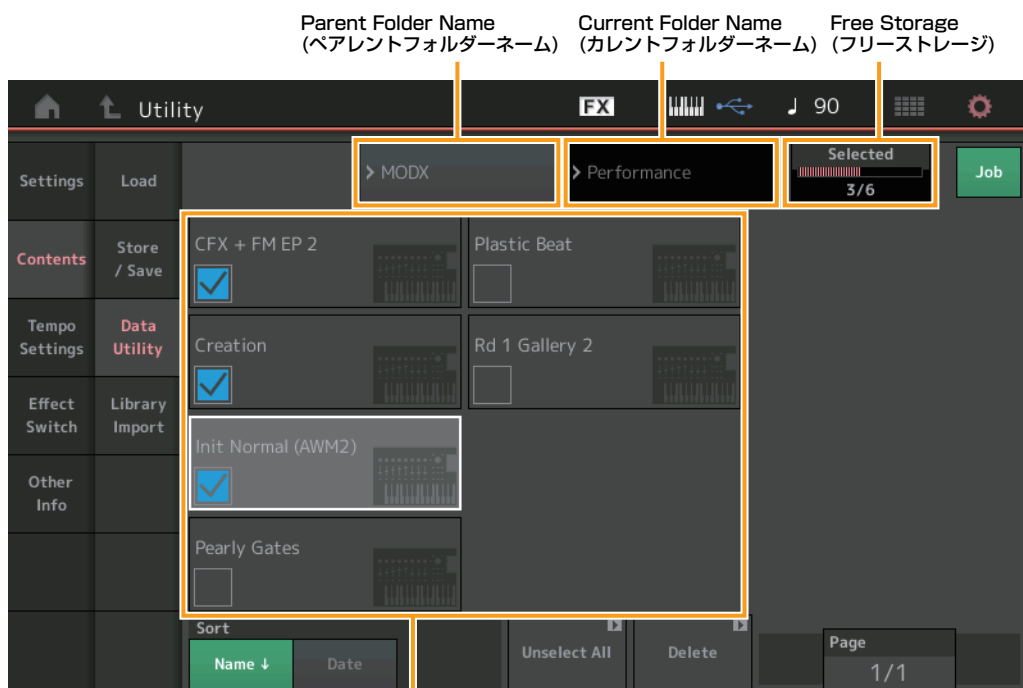 Parent Folder Name
（ペアレントフォルダーネーム）
Current Folder Name
（カレントフォルダーネーム）
Free Storage
（フリーストレージ）
Utility
FX
90
Settings
Load
> MODX
> Performance
Selected
3/6
Job
Contents
Store
/ Save
CFX + FM EP 2
Plastic Beat
Tempo
Settings
Data
Utility
Creation
Rd 1 Gallery 2
Effect
Switch
Library
Import
Init Normal (AWM2)
Other
Info
Pearly Gates
Sort
Name ↓
Date
Unselect All
Delete
Page
1/1